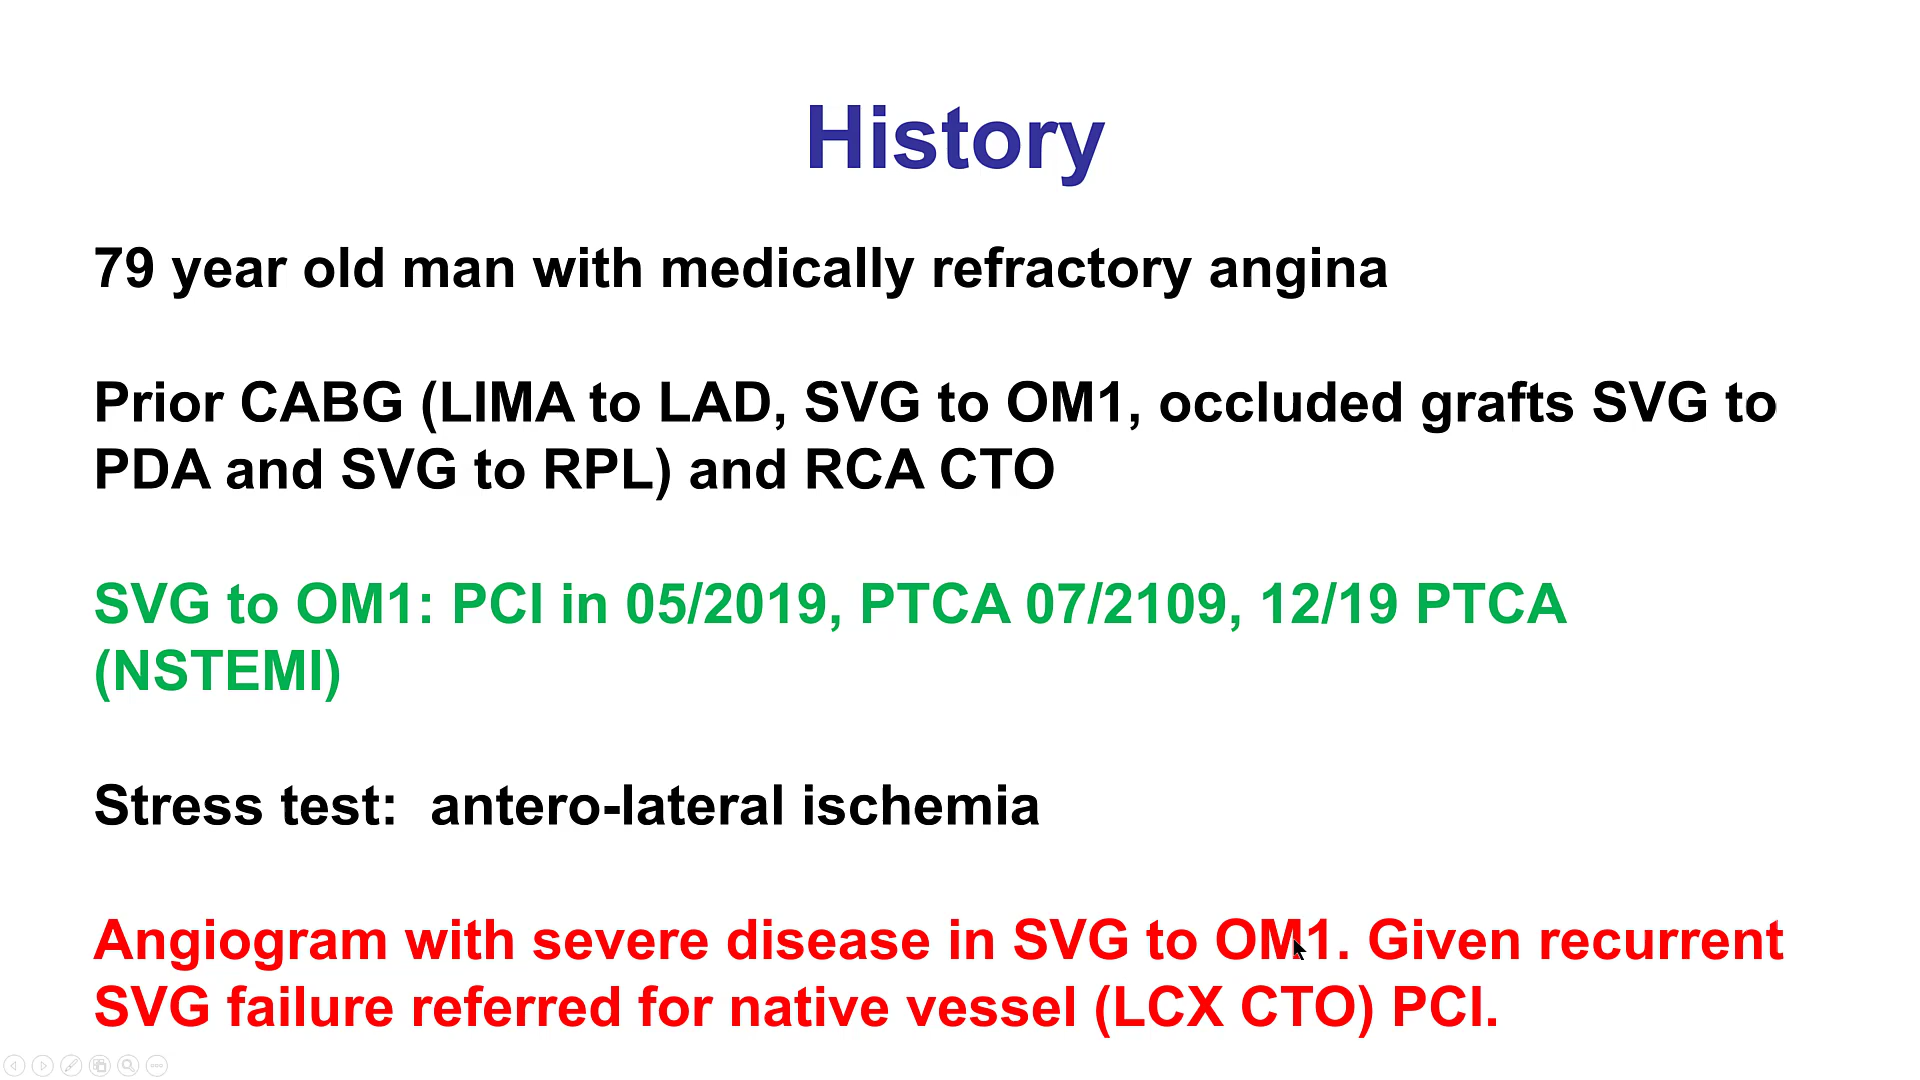 History
79 year old man with medically refractory angina
Prior CABG (LIMA to LAD, SVG to OM1, occluded grafts SVG to
PDA and SVG to RPL) and RCA CTO
SVG to OM1: PCI in 05/2019, PTCA 07/2109, 12/19 PTCA
(NSTEMI)
Stress test:  antero-lateral ischemia
Angiogram with severe disease in SVG to OM1. Given recurrent
SVG failure referred for native vessel (LCX CTO) PCI.